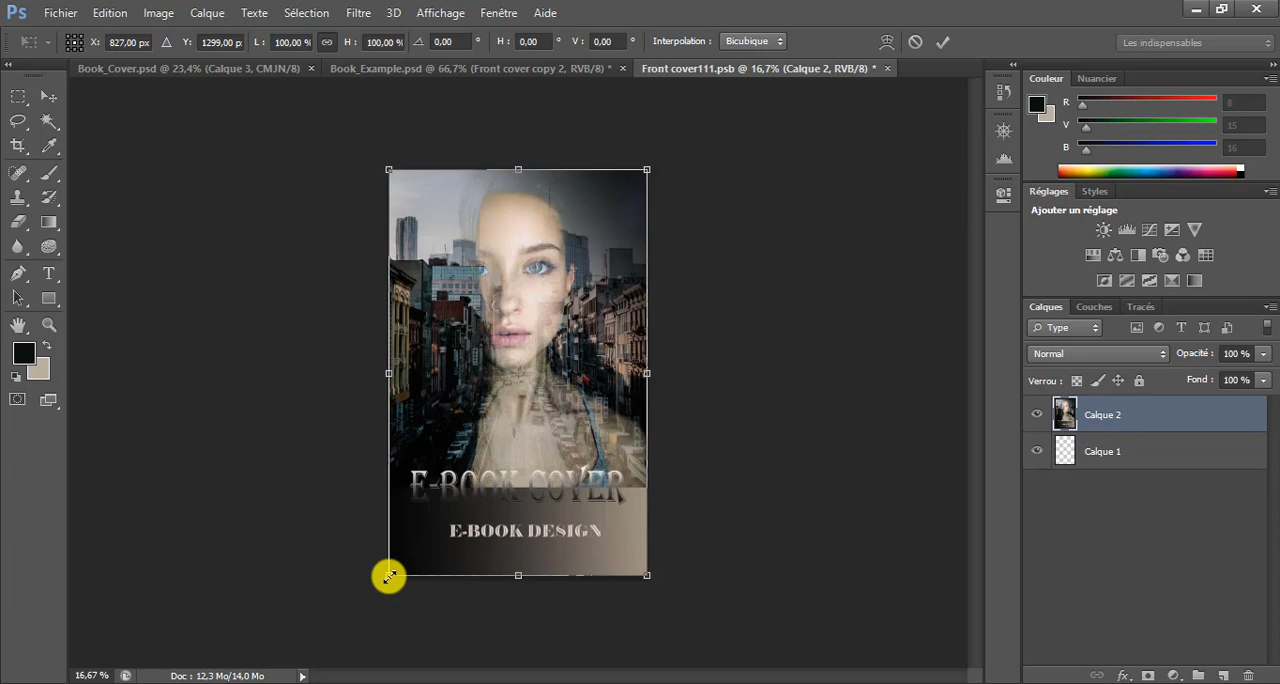 Ps Fichier Edition Image Calque Texte Sélection Filtre 3D Affichage Fenêtre Aide
X: 827,00 px Y: 1299,00 px L: 100,00 % H: 100,00 % 0,00 ° H: 0,00 ° V: 0,00 ° Interpolation : Bicubique Les indispensables
Book_Cover.psd @ 23,4% (Calque 3, CMJN/8) Book_Example.psd @ 66,7% (Front cover copy 2, RVB/8) * Front cover111.psb @ 16,7% (Calque 2, RVB/8) *
Couleur Nuancier
R 8
V 15
B 16
Réglages Styles
Ajouter un réglage
Calques Couches Tracés
Type
Normal Opacité : 100 %
Verrou : Fond : 100 %
Calque 2
Calque 1
E-BOOK COVER
E-BOOK DESIGN
16,67 % Doc : 12,3 Mo/14,0 Mo